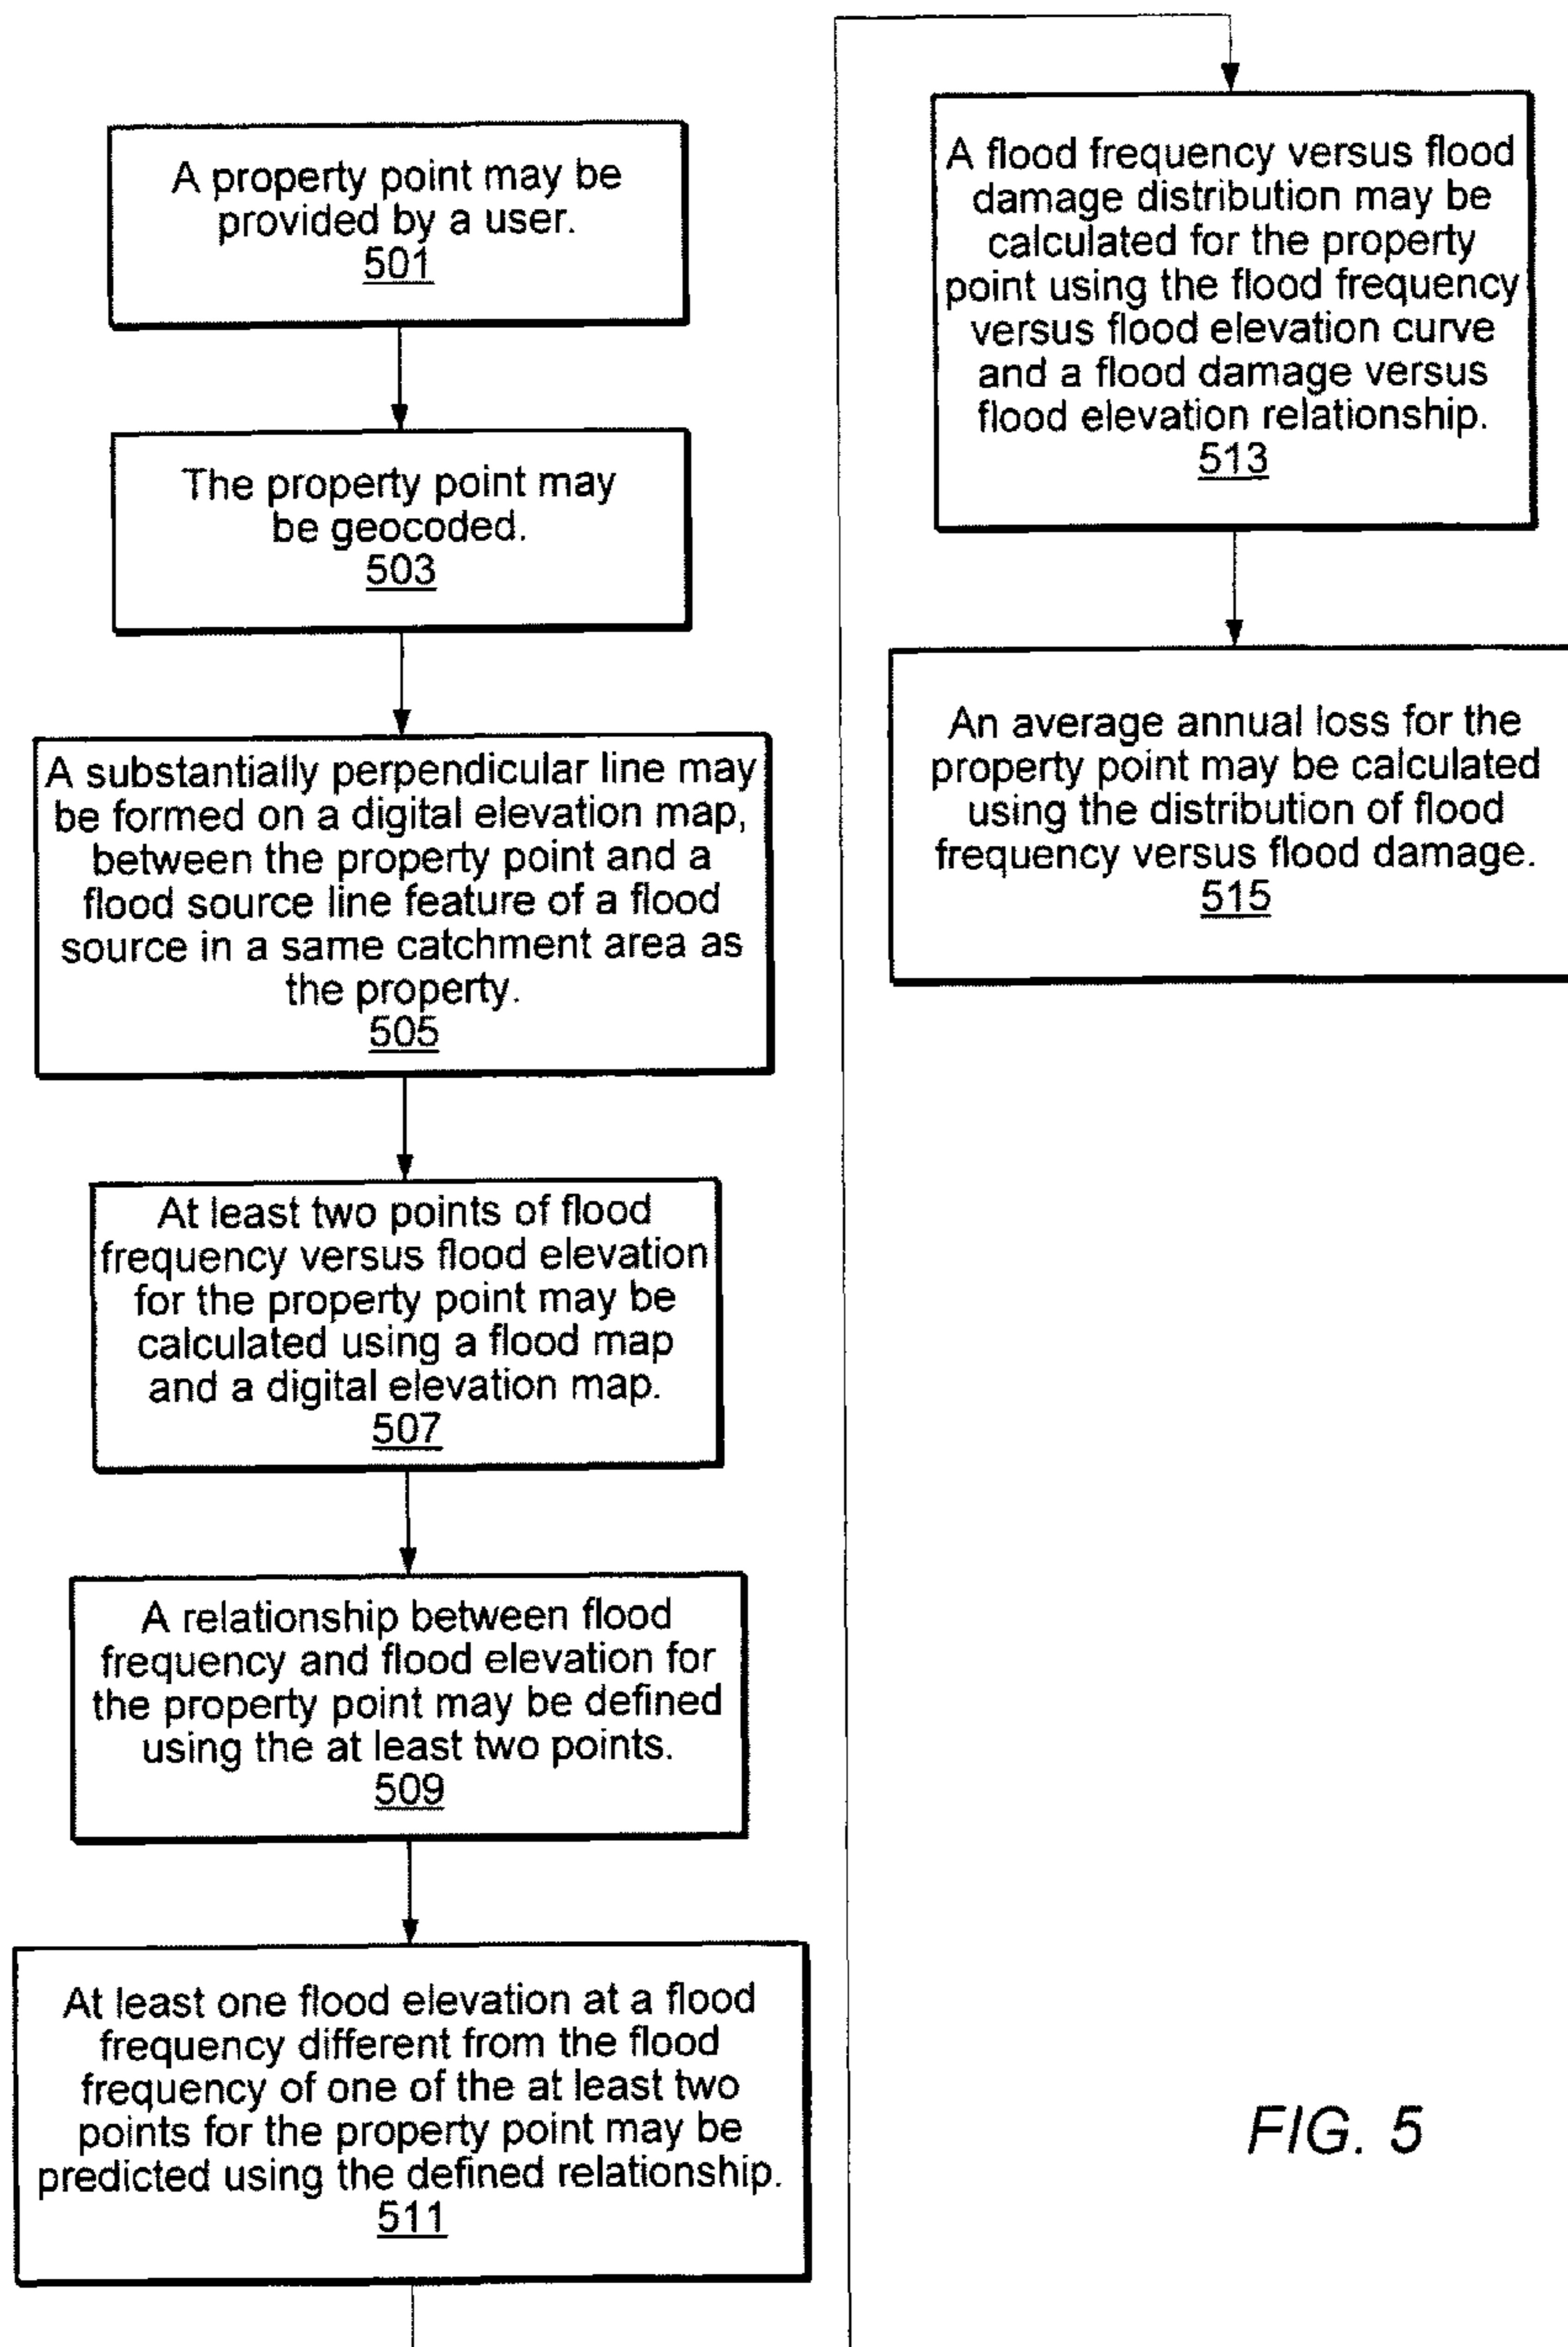 A property point may be
provided by a user.
501
The property point may
be geocoded.
503
A substantially perpendicular line may
be formed on a digital elevation map,
between the property point and a
flood source line feature of a flood
source in a same catchment area as
the property.
505
At least two points of flood
frequency versus flood elevation
for the property point may be
calculated using a flood map
and a digital elevation map.
507
A relationship between flood
frequency and flood elevation for
the property point may be defined
using the at least two points.
509
At least one flood elevation at a flood
frequency different from the flood
frequency of one of the at least two
points for the property point may be
predicted using the defined relationship.
511
A flood frequency versus flood
damage distribution may be
calculated for the property
point using the flood frequency
versus flood elevation curve
and a flood damage versus
flood elevation relationship.
513
An average annual loss for the
property point may be calculated
using the distribution of flood
frequency versus flood damage.
515
FIG. 5